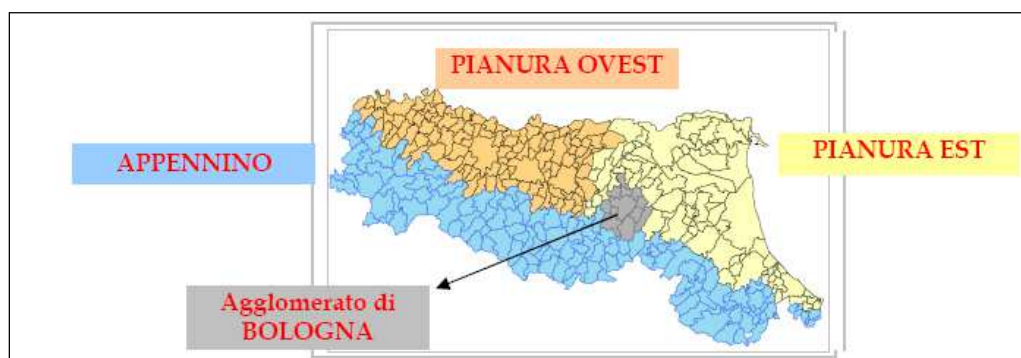 PIANURA OVEST
APPENNINO
PIANURA EST
Agglomerato di
BOLOGNA